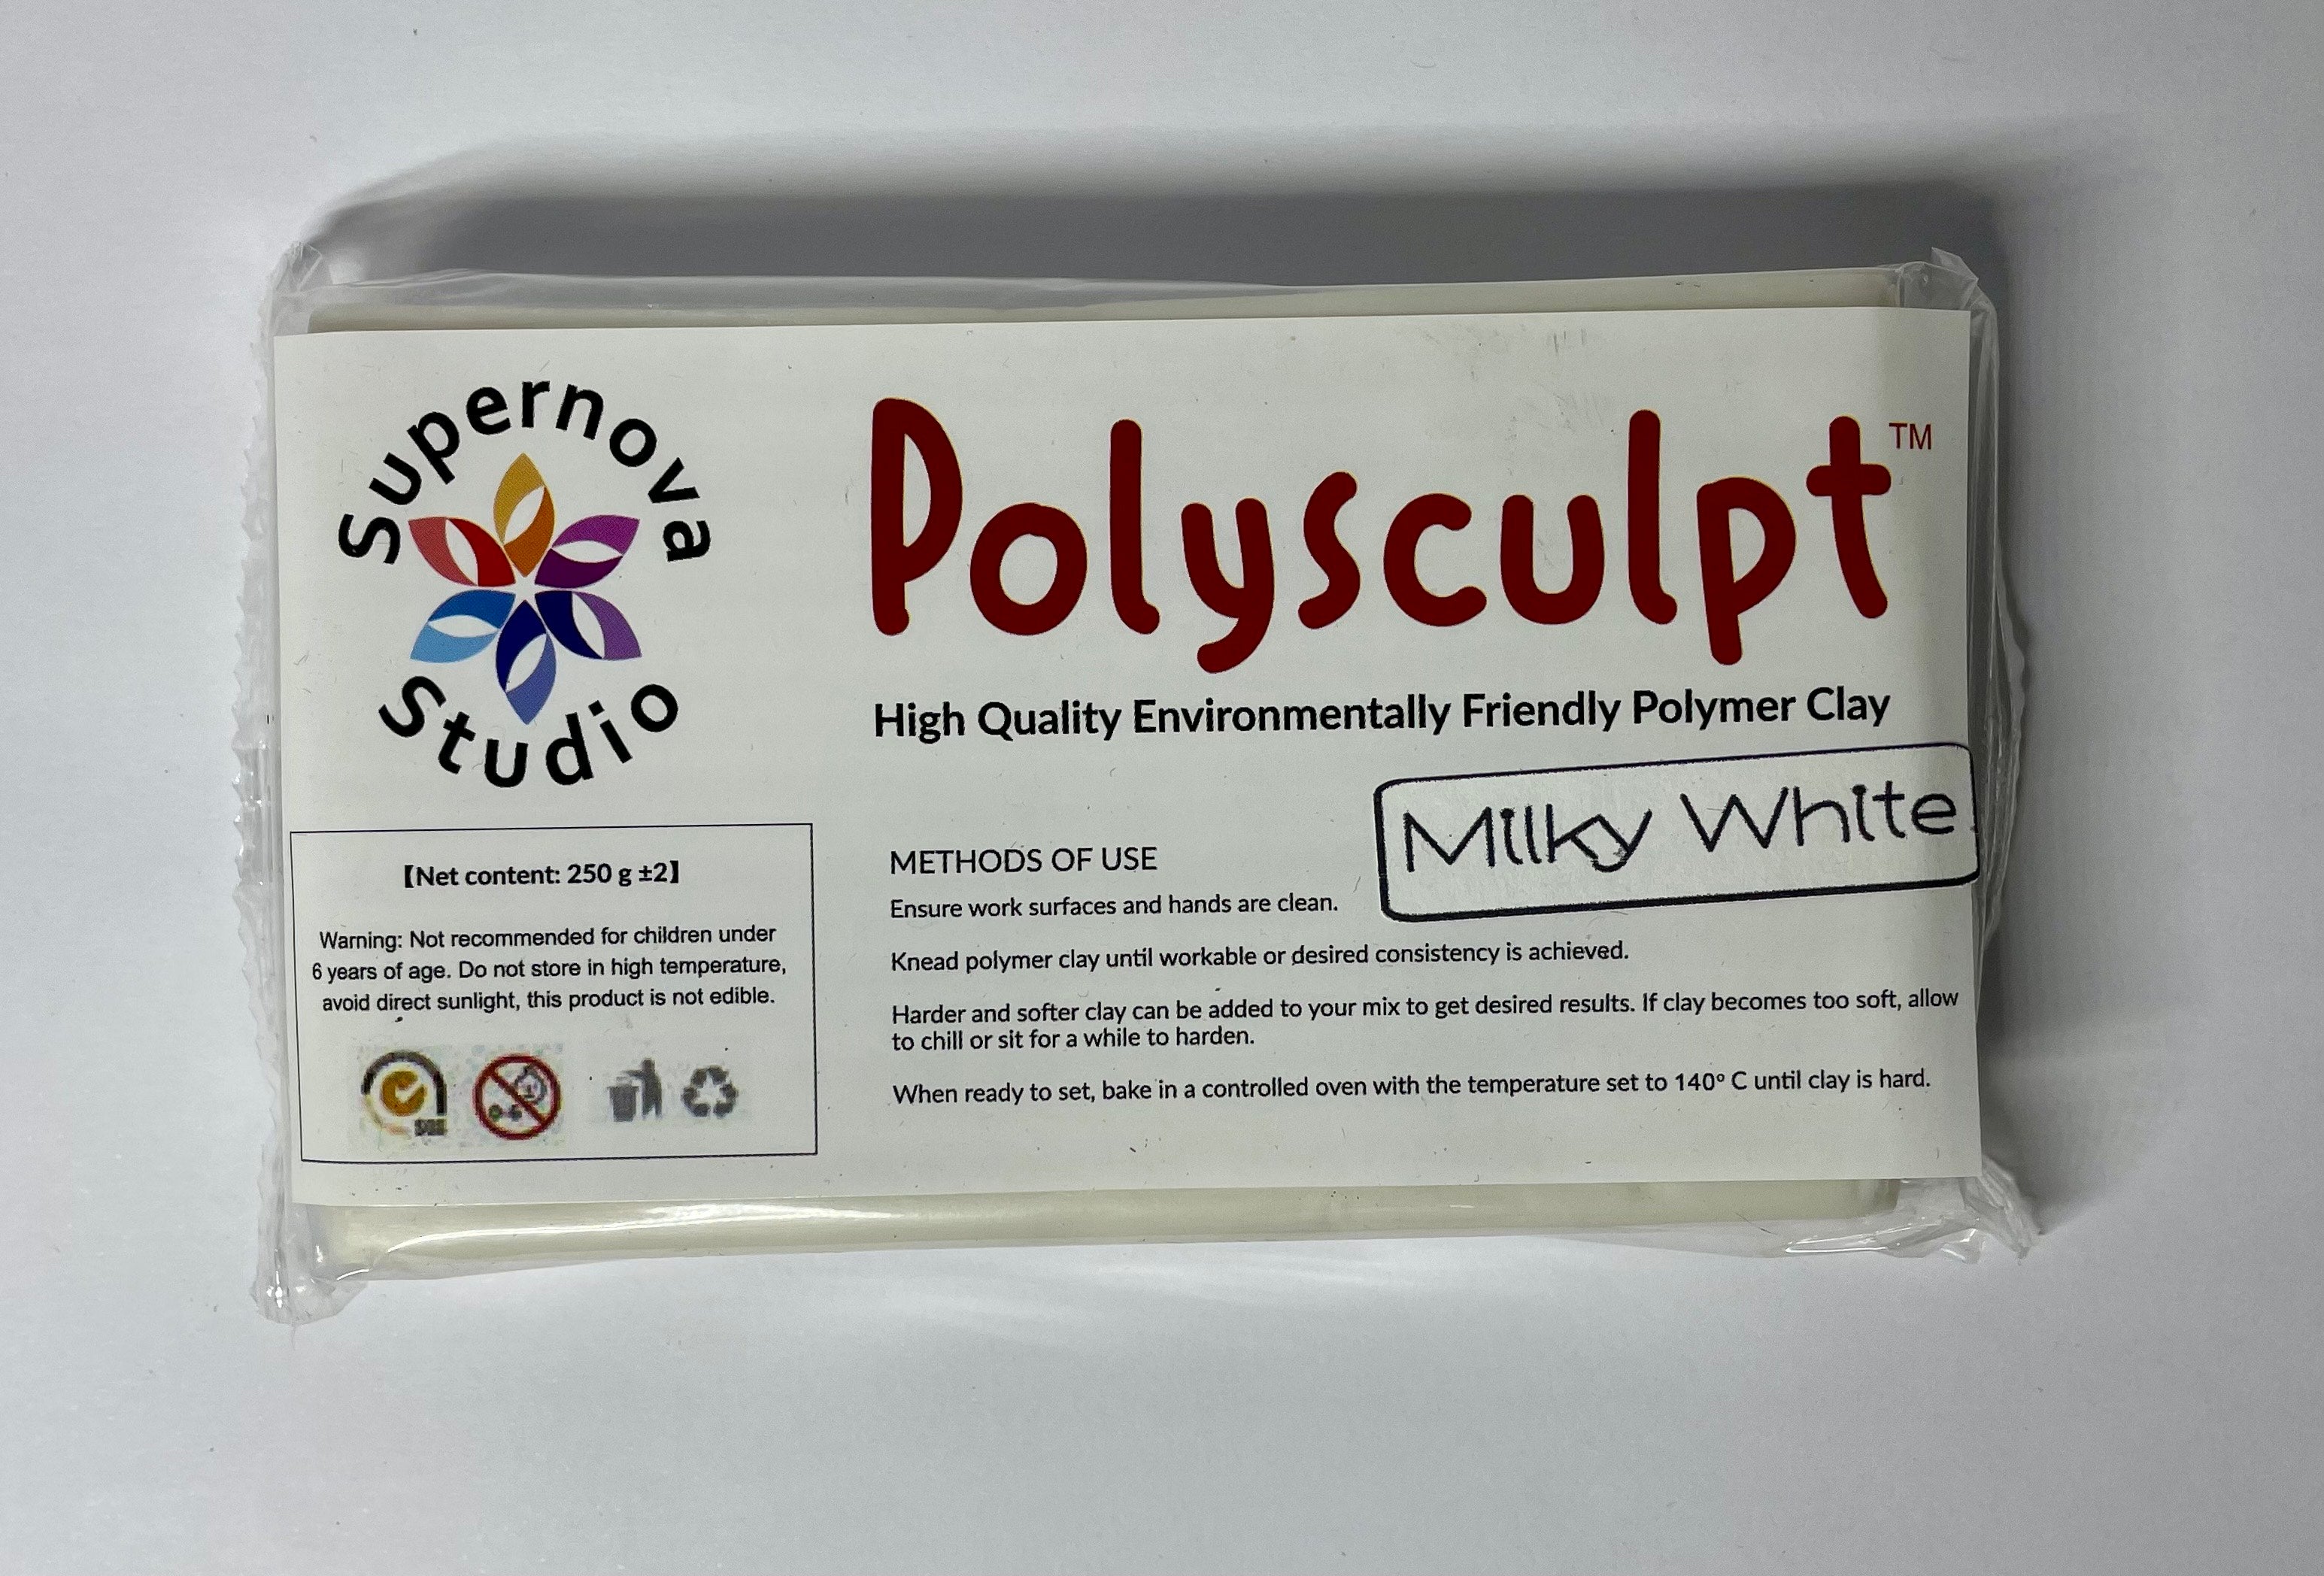 Supernova
Studio
Polysculpt™
High Quality Environmentally Friendly Polymer Clay
Milky White
【Net content: 250 g ±2】
Warning: Not recommended for children under
6 years of age. Do not store in high temperature,
avoid direct sunlight, this product is not edible.
0-6
METHODS OF USE
Ensure work surfaces and hands are clean.
Knead polymer clay until workable or desired consistency is achieved.
Harder and softer clay can be added to your mix to get desired results. If clay becomes too soft, allow
to chill or sit for a while to harden.
When ready to set, bake in a controlled oven with the temperature set to 140° C until clay is hard.